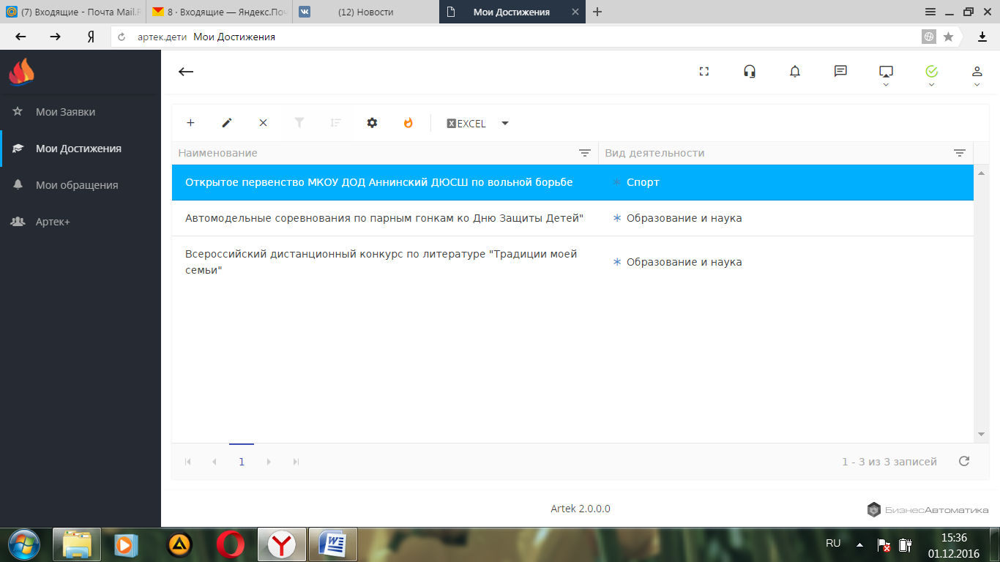 (7) Входящие - Почта Mail.R
8 · Входящие — Яндекс.Поч
(12) Новости
Мои Достижения
артек.дети Мои Достижения
Мои Заявки
Мои Достижения
Мои обращения
Артек+
EXCEL
Наименование
Вид деятельности
Открытое первенство МКОУ ДОД Аннинский ДЮСШ по вольной борьбе
Спорт
Автомодельные соревнования по парным гонкам ко Дню Защиты Детей"
Образование и наука
Всероссийский дистанционный конкурс по литературе "Традиции моей
семьи"
Образование и наука
1
1 - 3 из 3 записей
Artek 2.0.0.0
БизнесАвтоматика
RU
15:36
01.12.2016